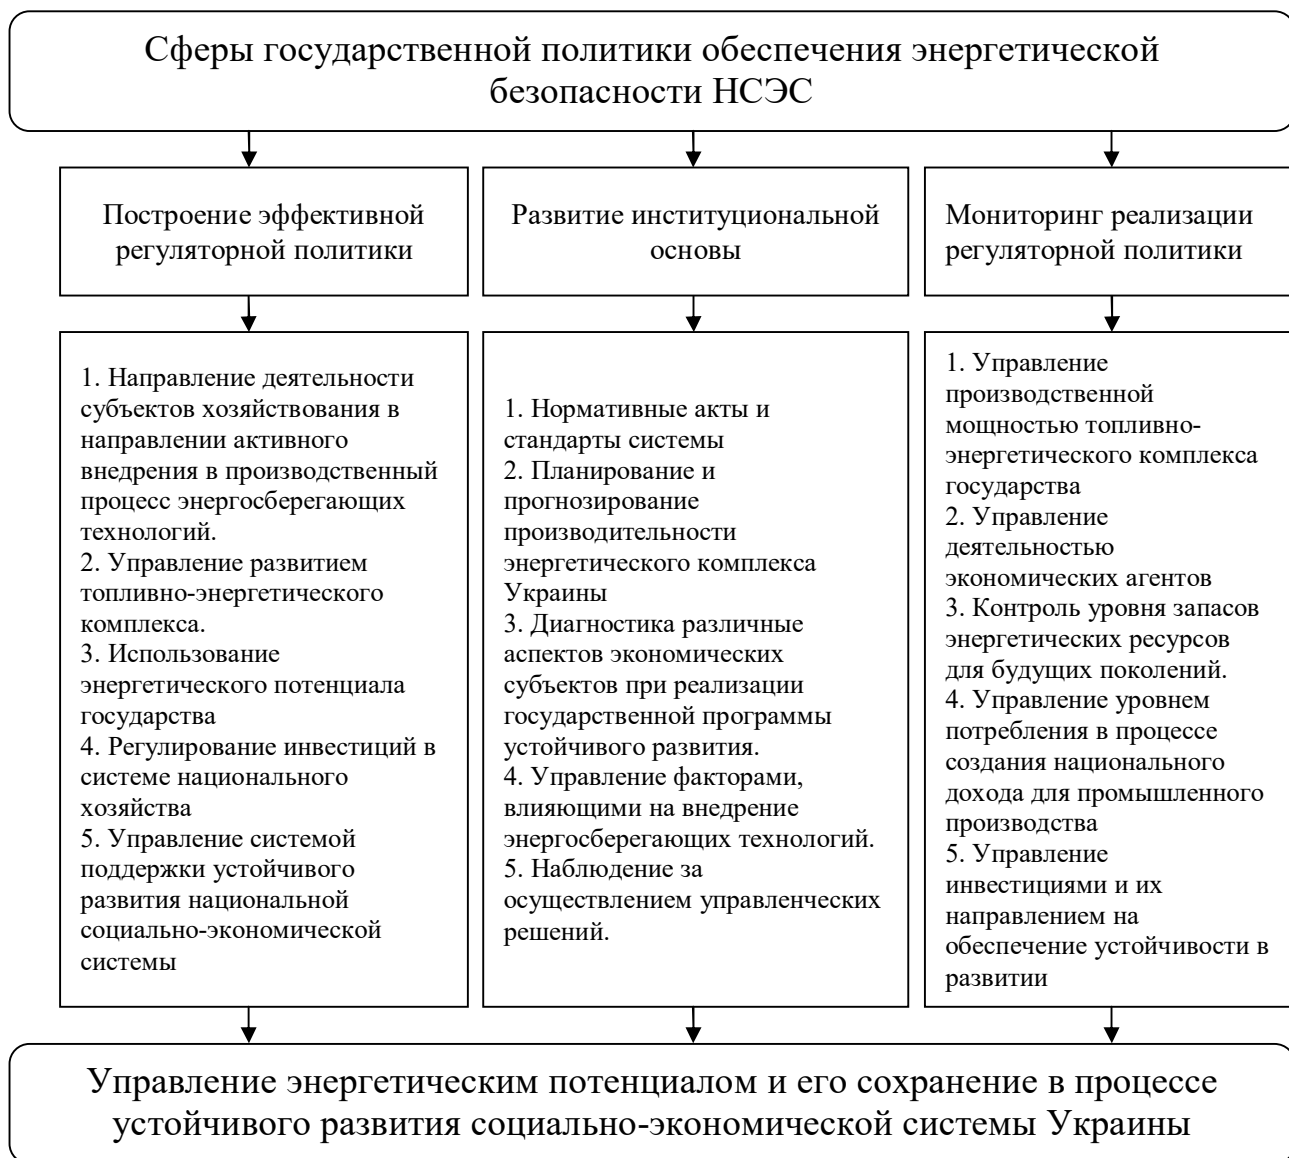 Сферы государственной политики обеспечения энергетической
безопасности НСЭС
Построение эффективной
регуляторной политики
Развитие институциональной
основы
Мониторинг реализации
регуляторной политики
1. Направление деятельности
субъектов хозяйствования в
направлении активного
внедрения в производственный
процесс энергосберегающих
технологий.
2. Управление развитием
топливно-энергетического
комплекса.
3. Использование
энергетического потенциала
государства
4. Регулирование инвестиций в
системе национального
хозяйства
5. Управление системой
поддержки устойчивого
развития национальной
социально-экономической
системы
1. Нормативные акты и
стандарты системы
2. Планирование и
прогнозирование
производительности
энергетического комплекса
Украины
3. Диагностика различные
аспектов экономических
субъектов при реализации
государственной программы
устойчивого развития.
4. Управление факторами,
влияющими на внедрение
энергосберегающих технологий.
5. Наблюдение за
осуществлением управленческих
решений.
1. Управление
производственной
мощностью топливно-
энергетического комплекса
государства
2. Управление
деятельностью
экономических агентов
3. Контроль уровня запасов
энергетических ресурсов
для будущих поколений.
4. Управление уровнем
потребления в процессе
создания национального
дохода для промышленного
производства
5. Управление
инвестициями и их
направлением на
обеспечение устойчивости в
развитии
Управление энергетическим потенциалом и его сохранение в процессе
устойчивого развития социально-экономической системы Украины